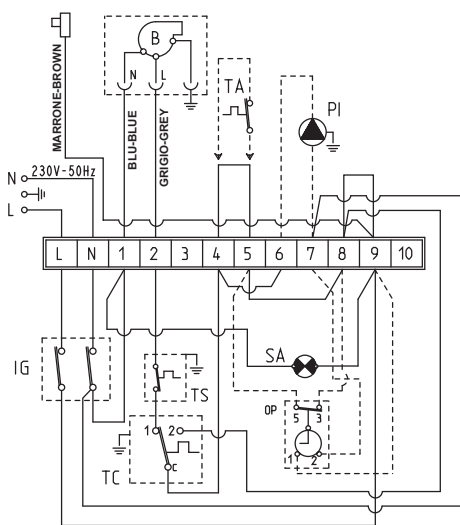 MARRONE-BROWN
B
N L
BLU-BLUE
GRIGIO-GREY
TA
PI
230V-50Hz
N
L
L N 1 2 3 4 5 6 7 8 9 10
IG
SA
TS
OP
5 3
1 2
1 2
C
TC